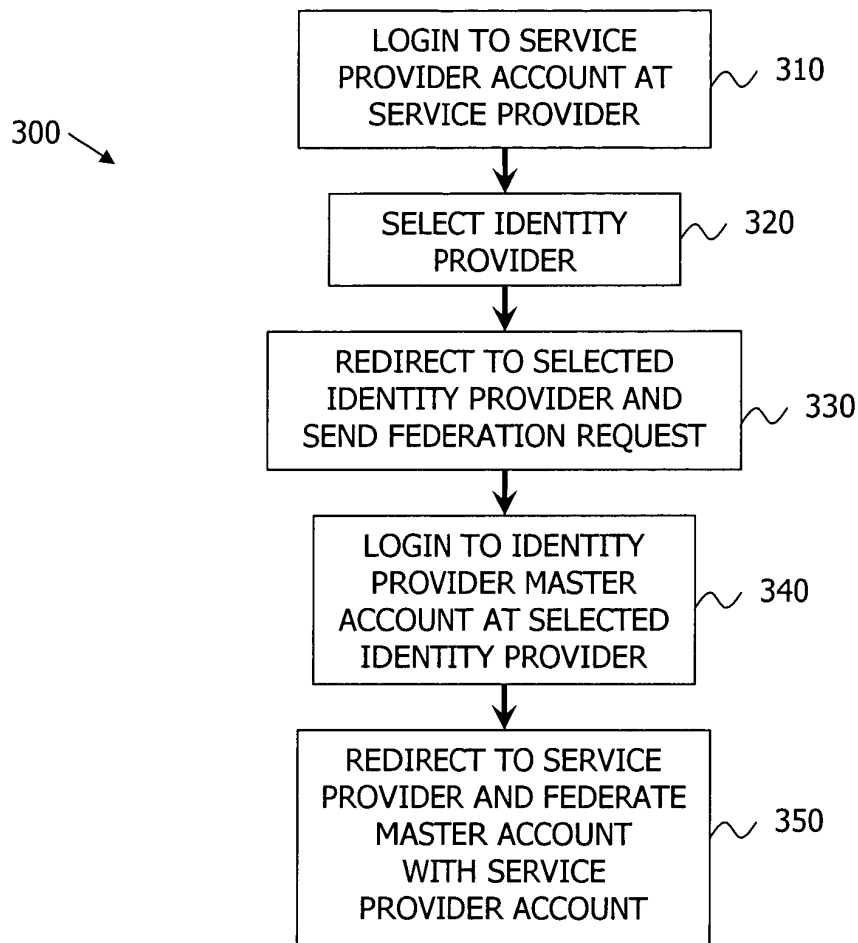 LOGIN TO SERVICE
PROVIDER ACCOUNT AT
SERVICE PROVIDER
310
300
SELECT IDENTITY
PROVIDER
320
REDIRECT TO SELECTED
IDENTITY PROVIDER AND
SEND FEDERATION REQUEST
330
LOGIN TO IDENTITY
PROVIDER MASTER
ACCOUNT AT SELECTED
IDENTITY PROVIDER
340
REDIRECT TO SERVICE
PROVIDER AND FEDERATE
MASTER ACCOUNT
WITH SERVICE
PROVIDER ACCOUNT
350